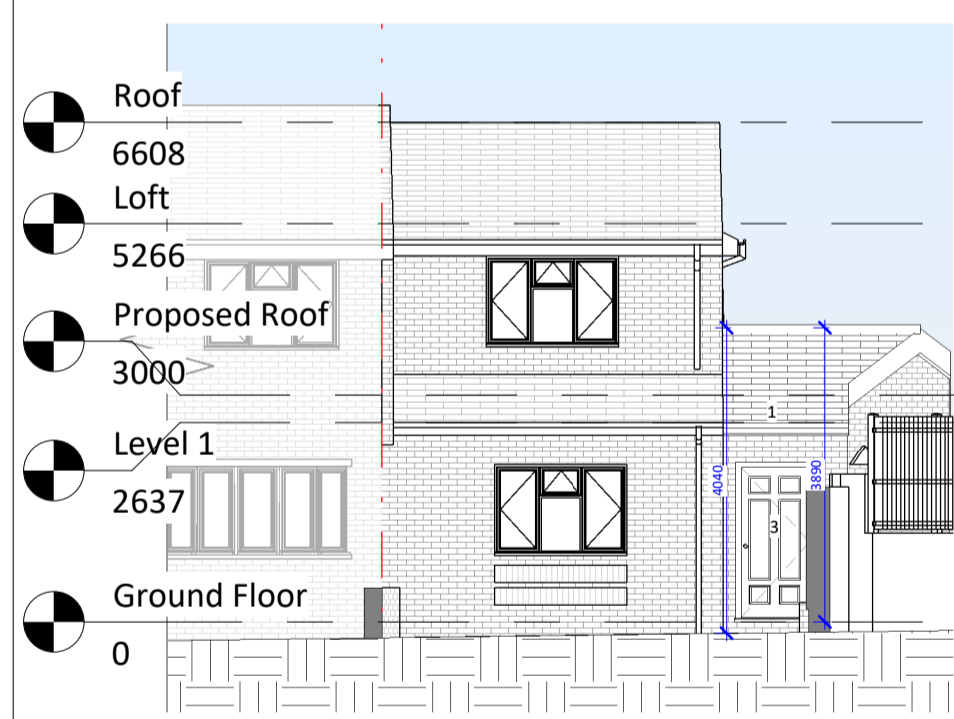 Roof
6608
Loft
5266
Proposed Roof
3000
Level 1
2637
Ground Floor
0
1
4040
3890
3